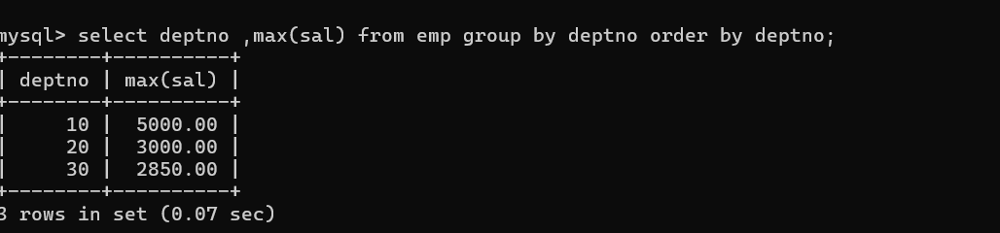 mysql> select deptno ,max(sal) from emp group by deptno order by deptno;
+--------+----------+
| deptno | max(sal) |
+--------+----------+
|     10 |  5000.00 |
|     20 |  3000.00 |
|     30 |  2850.00 |
+--------+----------+
3 rows in set (0.07 sec)